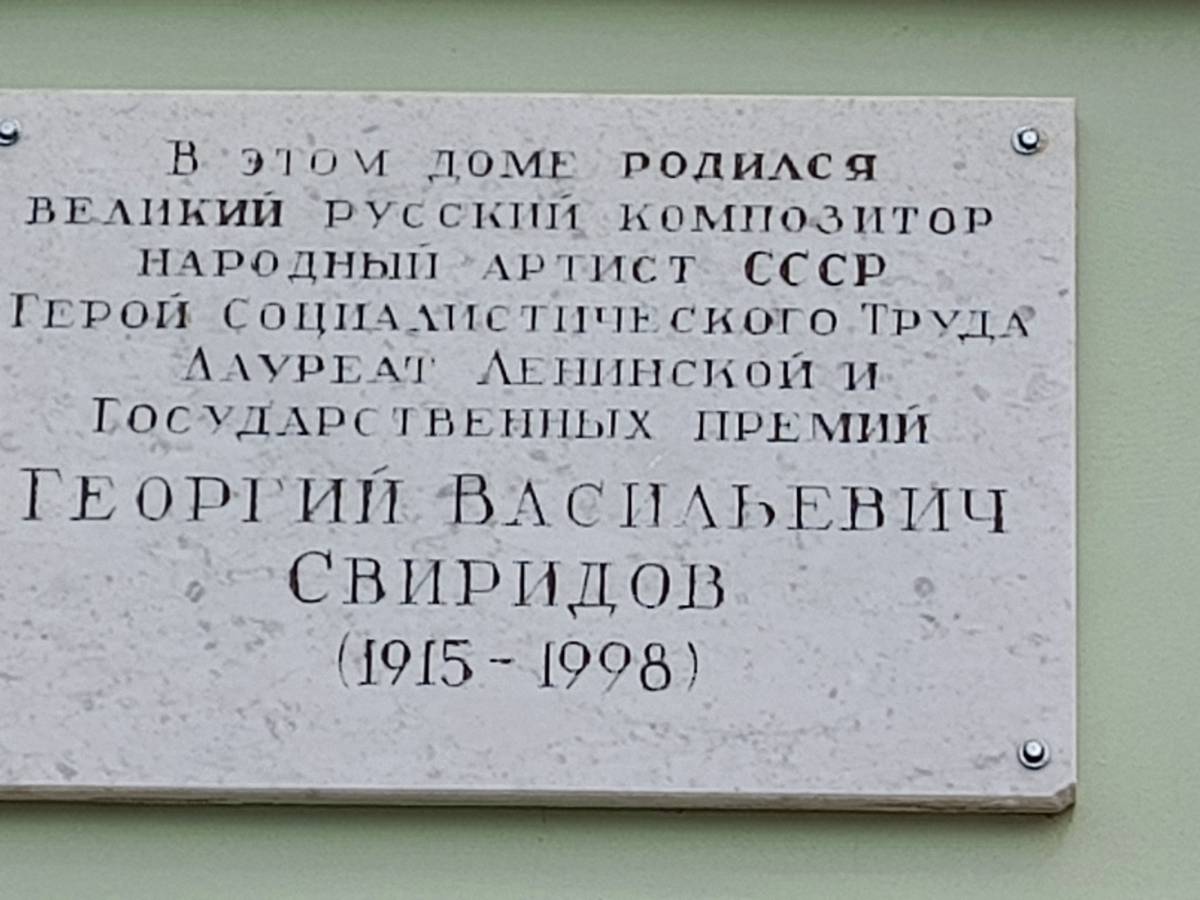 В этом доме родился
великий русский композитор
народный артист СССР
Герой Социалистического Труда
Лауреат Ленинской и
Государственных премий
Георгий Васильевич
Свиридов
(1915 - 1998)